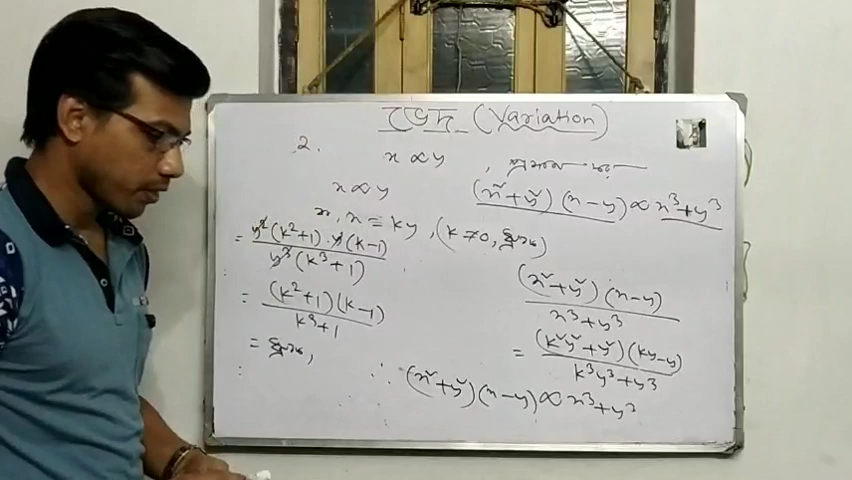 ভেদ (Variation)
2.
x ∝ y , প্রমাণ কর
(x² + y²) (x - y) ∝ x³ + y³
x ∝ y
বা, x = ky , (k ≠ 0, ধ্রুবক)
(x² + y²) (x - y) / x³ + y³
= (k²y² + y²) (ky - y) / k³y³ + y³
= y²(k² + 1) . y(k - 1) / y³(k³ + 1)
= (k² + 1)(k - 1) / k³ + 1
= ধ্রুবক,
∴ (x² + y²)(x - y) ∝ x³ + y³